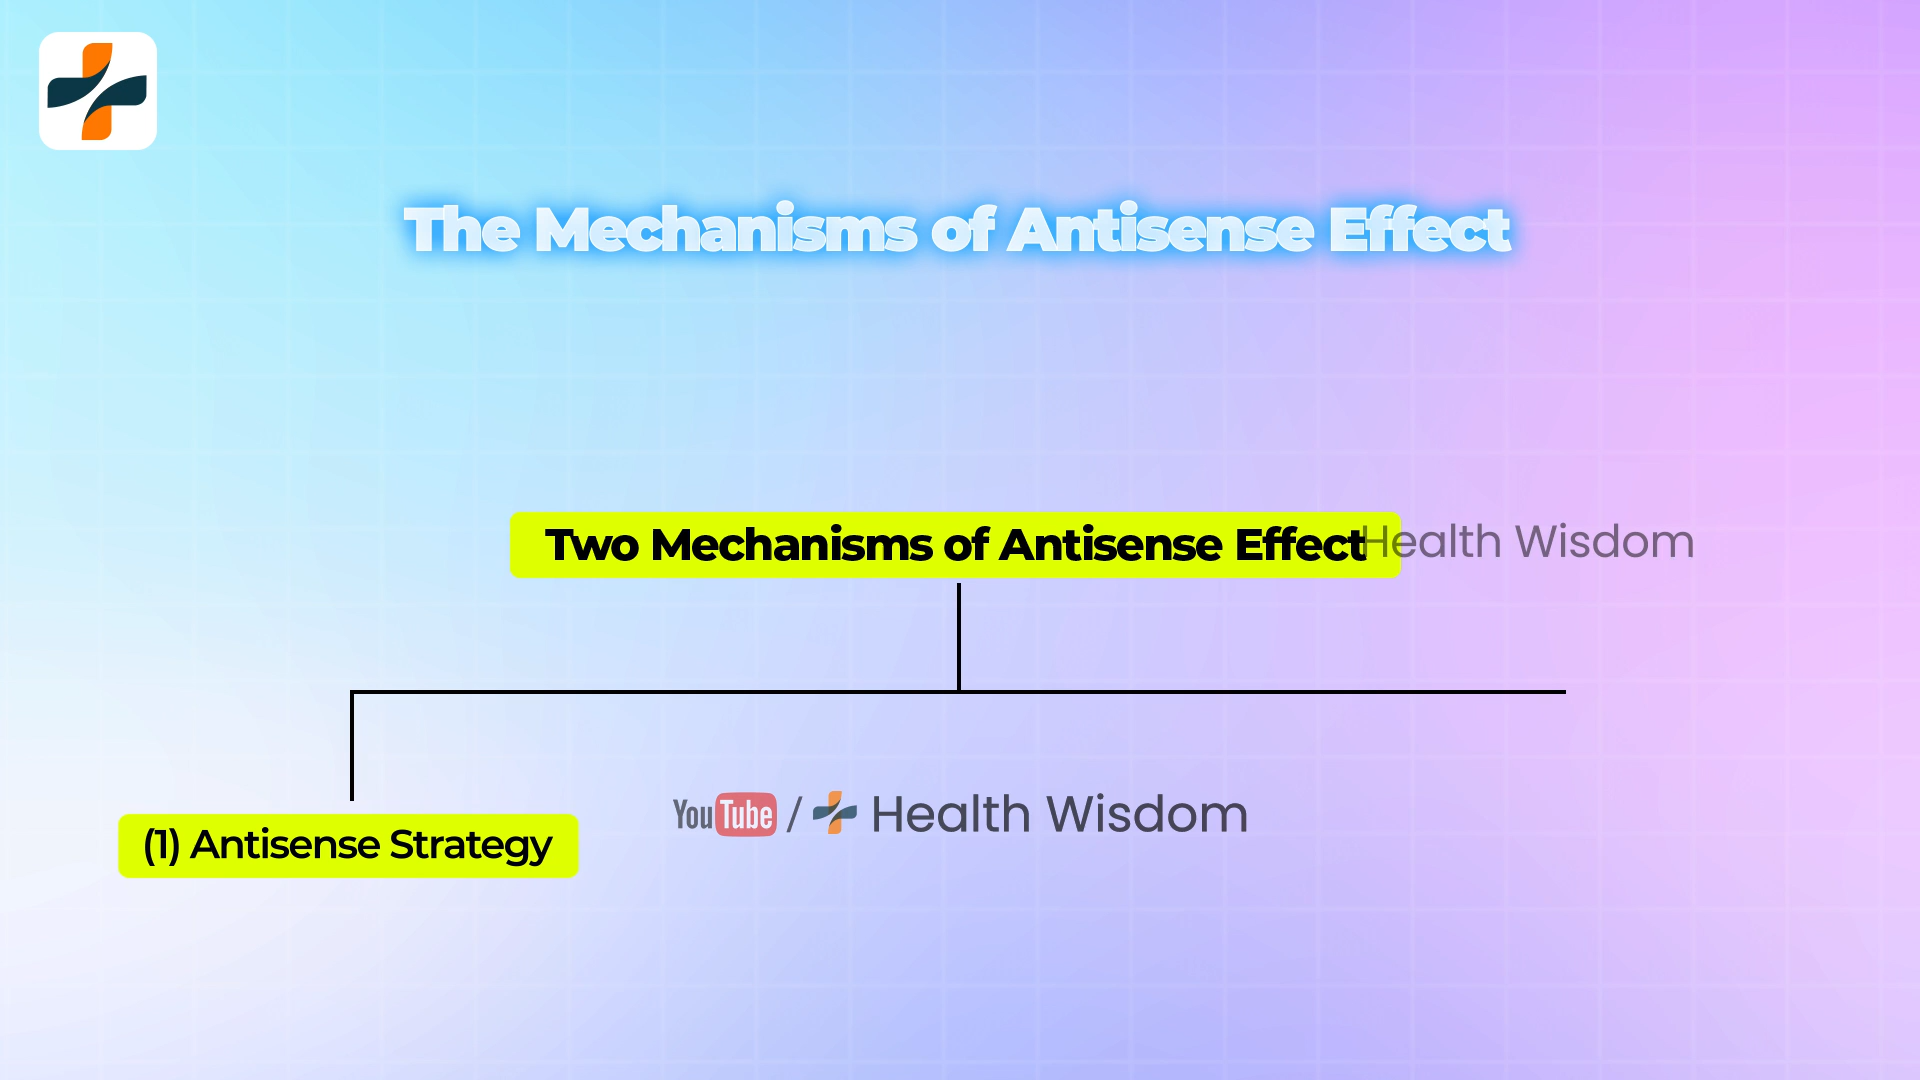 The Mechanisms of Antisense Effect
Two Mechanisms of Antisense Effect
Health Wisdom
YouTube / Health Wisdom
(1) Antisense Strategy